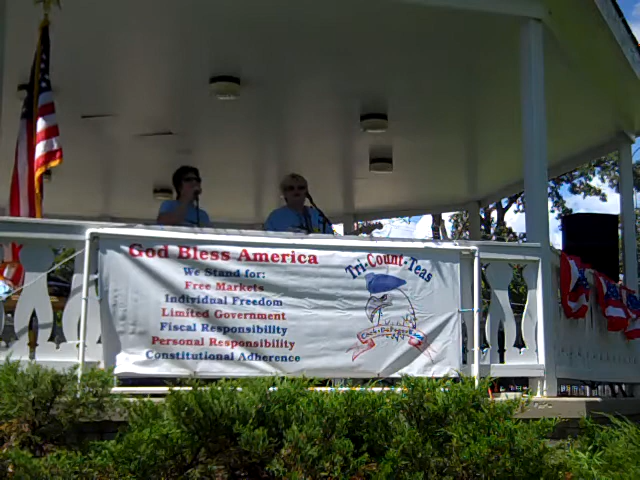 God Bless America
We Stand for:
Free Markets
Individual Freedom
Limited Government
Fiscal Responsibility
Personal Responsibility
Constitutional Adherence
Tri-Count-Teas